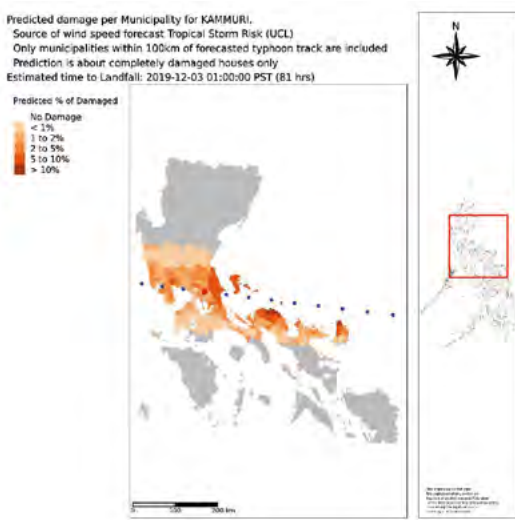 Predicted damage per Municipality for KAMMURI.
Source of wind speed forecast Tropical Storm Risk (UCL)
Only municipalities within 100km of forecasted typhoon track are included
Prediction is about completely damaged houses only
Estimated time to Landfall: 2019-12-03 01:00:00 PST (81 hrs)
Predicted % of Damaged
No Damage
< 1%
1 to 2%
2 to 5%
5 to 10%
> 10%
N
0 100 200 km